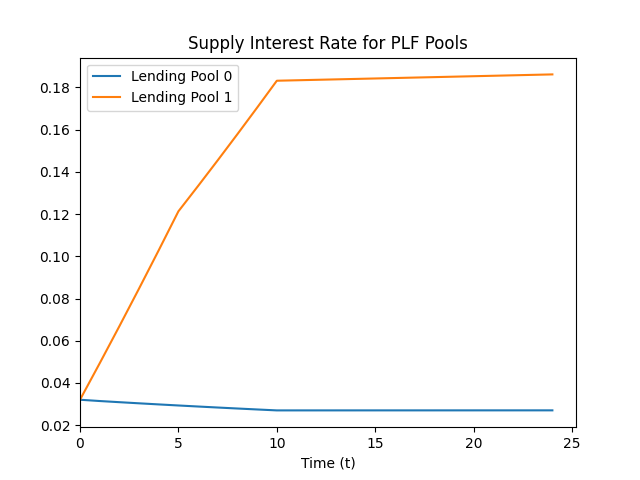 Supply Interest Rate for PLF Pools
Lending Pool 0
Lending Pool 1
0.18
0.16
0.14
0.12
0.10
0.08
0.06
0.04
0.02
0 5 10 15 20 25
Time (t)